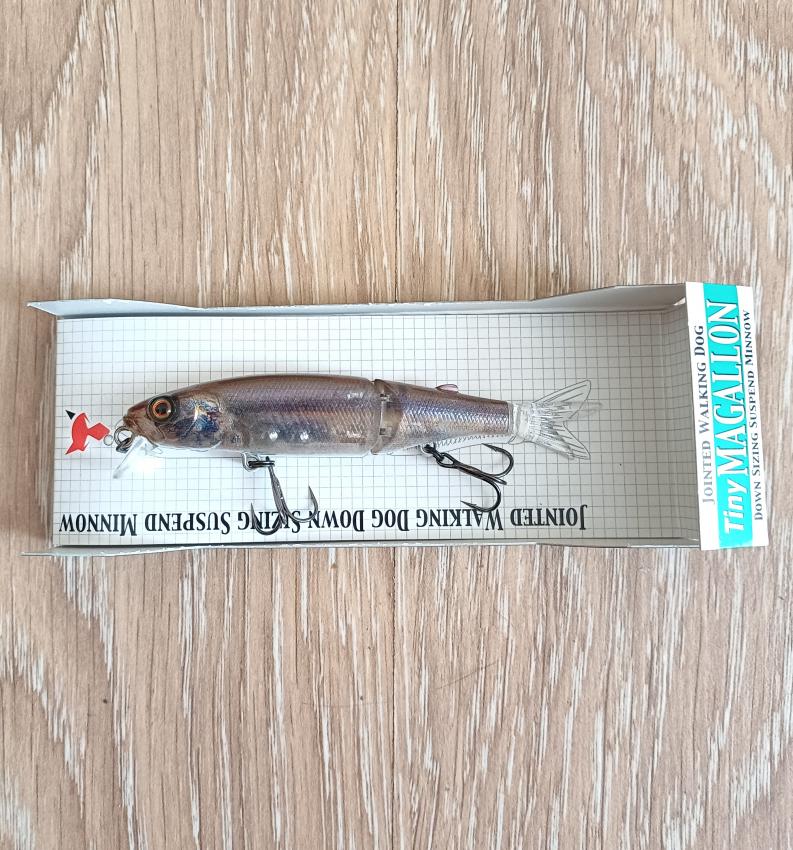 JOINTED WALKING DOG
Tiny MAGALLON
DOWN SIZING SUSPEND MINNOW
JOINTED WALKING DOG DOWN SIZING SUSPEND MINNOW